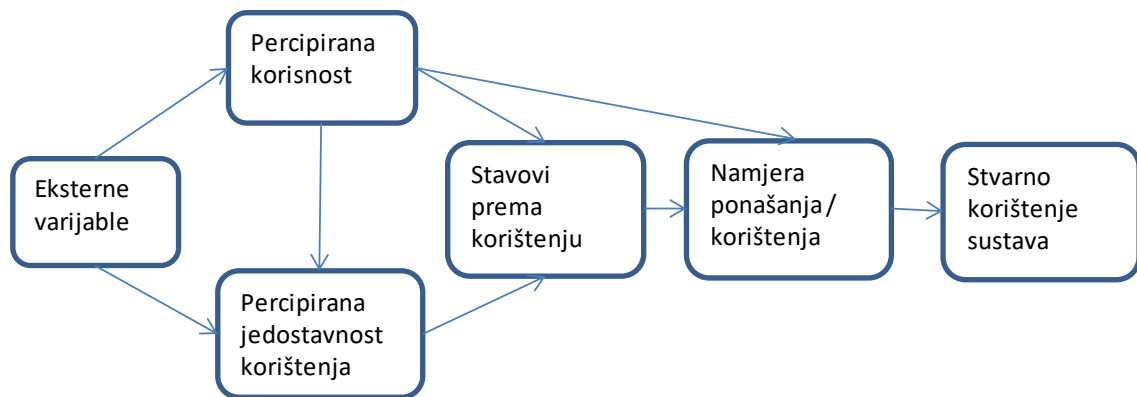 Percipirana
korisnost
Eksterne
varijable
Percipirana
jedostavnost
korištenja
Stavovi
prema
korištenju
Namjera
ponašanja/
korištenja
Stvarno
korištenje
sustava